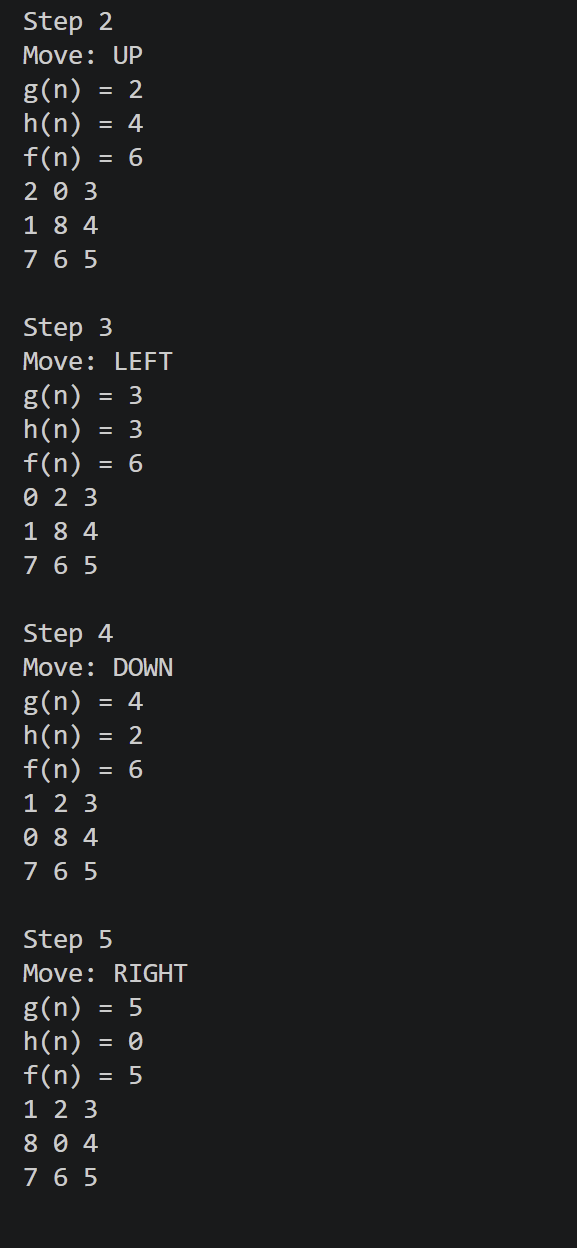 Step 2
Move: UP
g(n) = 2
h(n) = 4
f(n) = 6
2 0 3
1 8 4
7 6 5
Step 3
Move: LEFT
g(n) = 3
h(n) = 3
f(n) = 6
0 2 3
1 8 4
7 6 5
Step 4
Move: DOWN
g(n) = 4
h(n) = 2
f(n) = 6
1 2 3
0 8 4
7 6 5
Step 5
Move: RIGHT
g(n) = 5
h(n) = 0
f(n) = 5
1 2 3
8 0 4
7 6 5